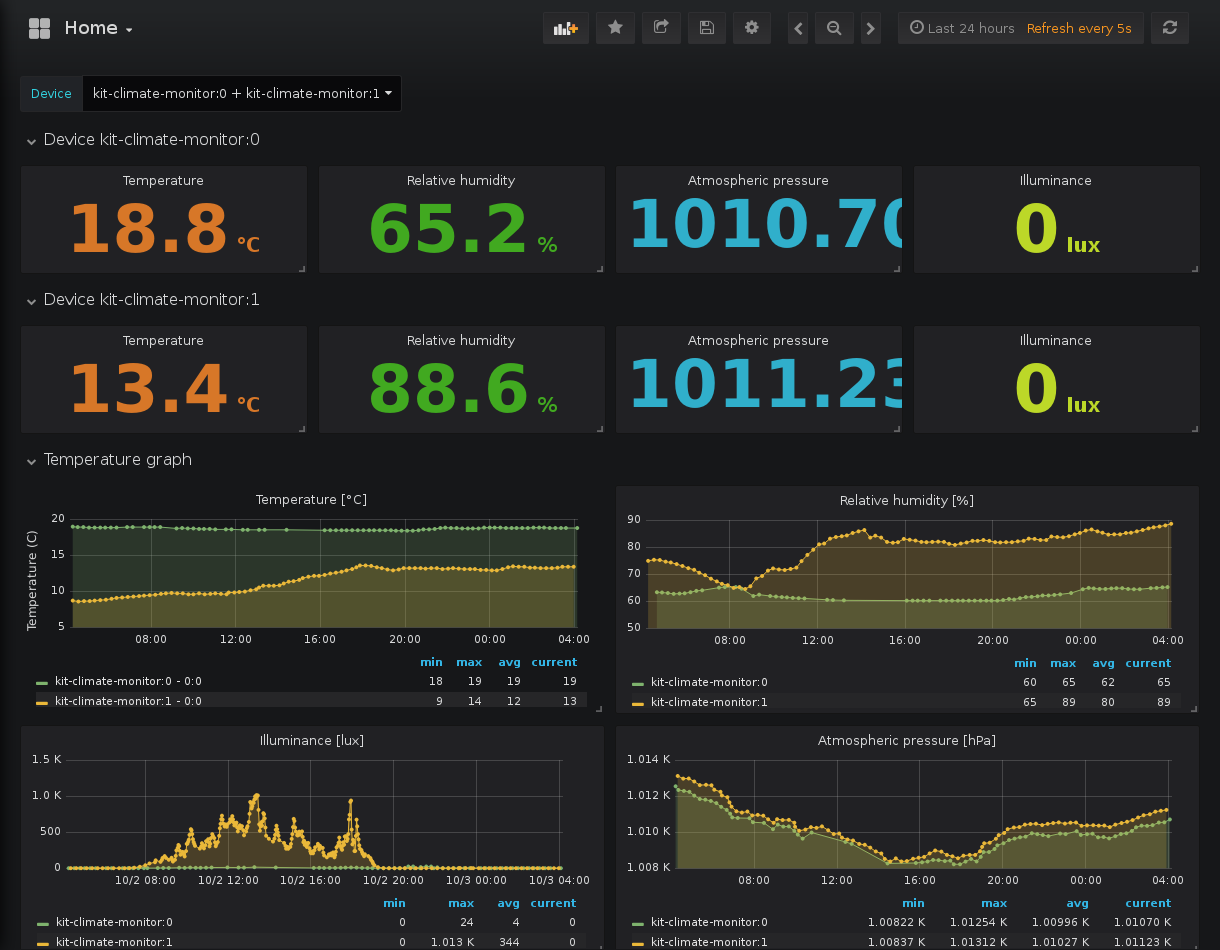 Home
Last 24 hours Refresh every 5s
Device kit-climate-monitor:0 + kit-climate-monitor:1
Device kit-climate-monitor:0
Temperature Relative humidity Atmospheric pressure Illuminance
18.8 °C 65.2 % 1010.70 0 lux
Device kit-climate-monitor:1
Temperature Relative humidity Atmospheric pressure Illuminance
13.4 °C 88.6 % 1011.23 0 lux
Temperature graph
Temperature [°C]
Temperature (C)
20
15
10
5
08:00 12:00 16:00 20:00 00:00 04:00
min max avg current
kit-climate-monitor:0 - 0:0 18 19 19 19
kit-climate-monitor:1 - 0:0 9 14 12 13
Relative humidity [%]
90
80
70
60
50
08:00 12:00 16:00 20:00 00:00 04:00
min max avg current
kit-climate-monitor:0 60 65 62 65
kit-climate-monitor:1 65 89 80 89
Illuminance [lux]
1.5 K
1.0 K
500
0
10/2 08:00 10/2 12:00 10/2 16:00 10/2 20:00 10/3 00:00 10/3 04:00
min max avg current
kit-climate-monitor:0 0 24 4 0
kit-climate-monitor:1 0 1.013 K 344 0
Atmospheric pressure [hPa]
1.014 K
1.012 K
1.010 K
1.008 K
08:00 12:00 16:00 20:00 00:00 04:00
min max avg current
kit-climate-monitor:0 1.00822 K 1.01254 K 1.00996 K 1.01070 K
kit-climate-monitor:1 1.00837 K 1.01312 K 1.01027 K 1.01123 K